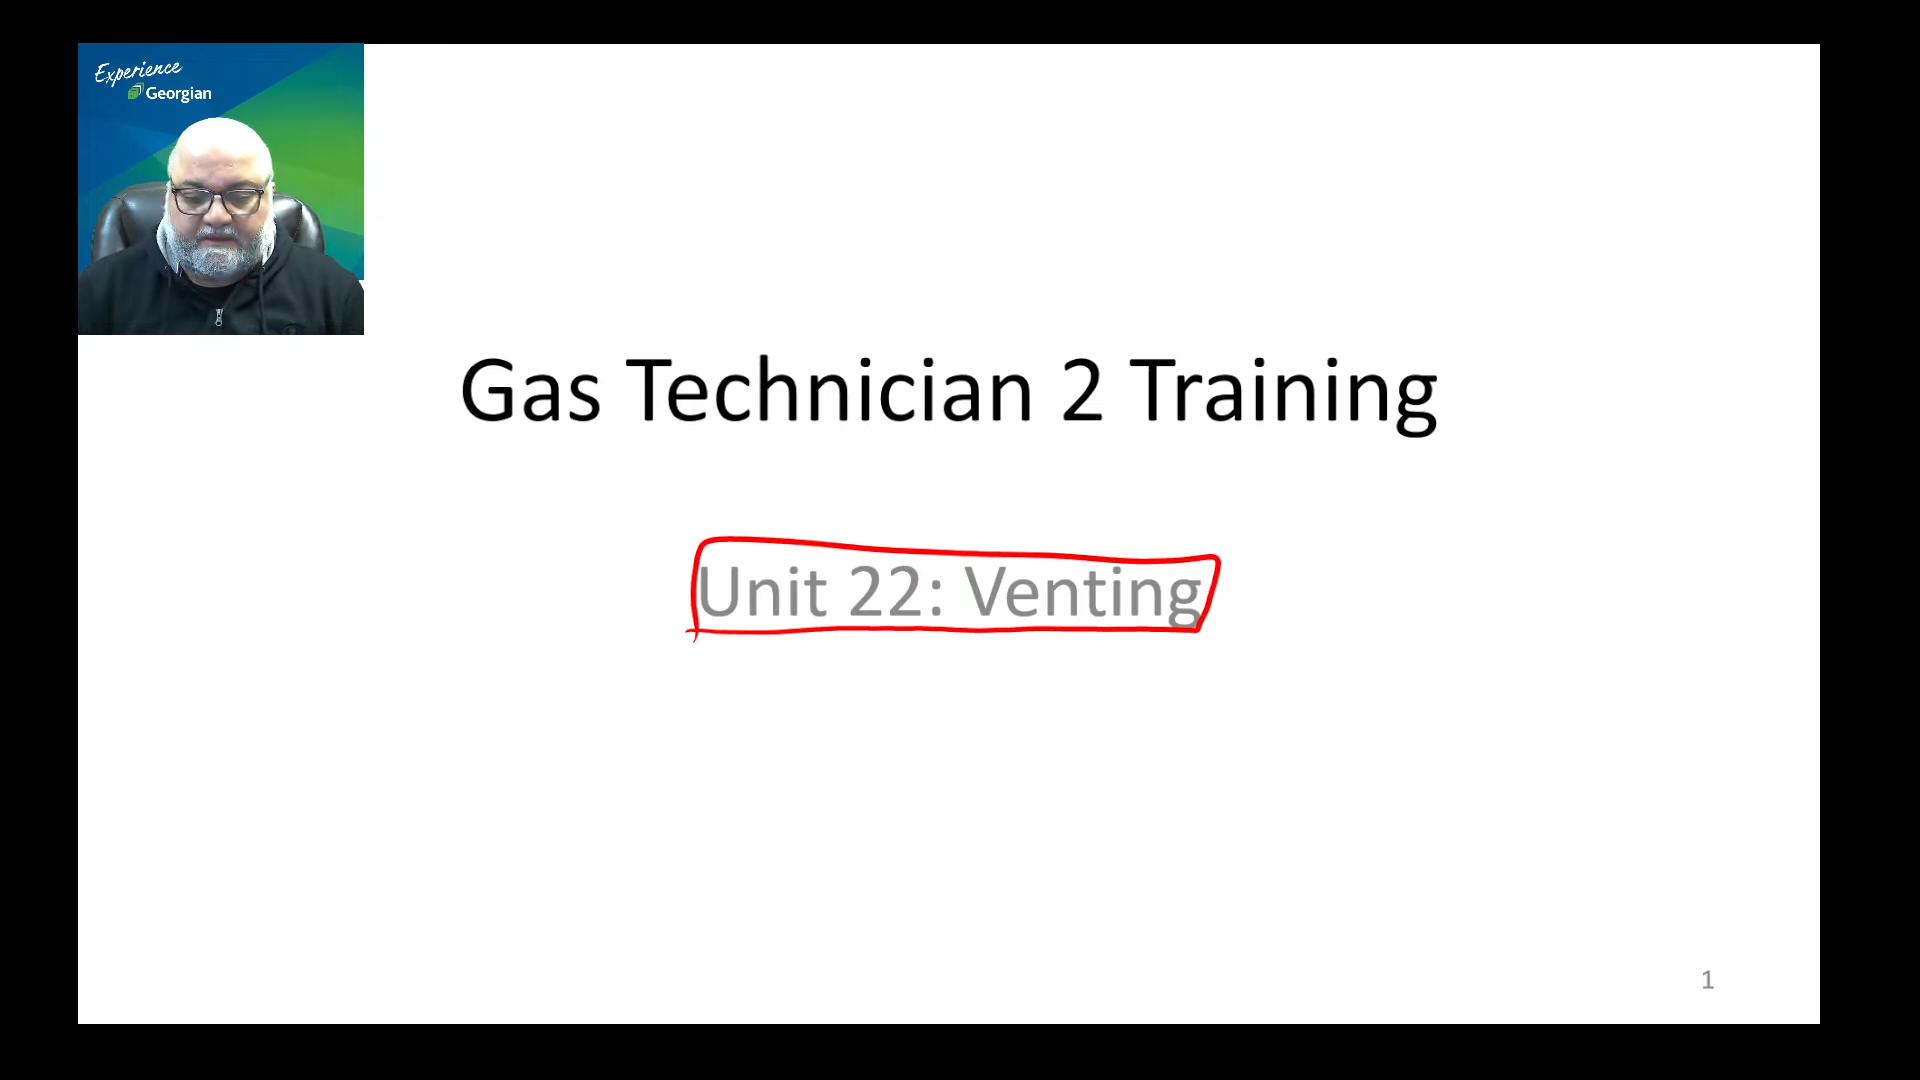 Experience
Georgian
Gas Technician 2 Training
Unit 22: Venting
1